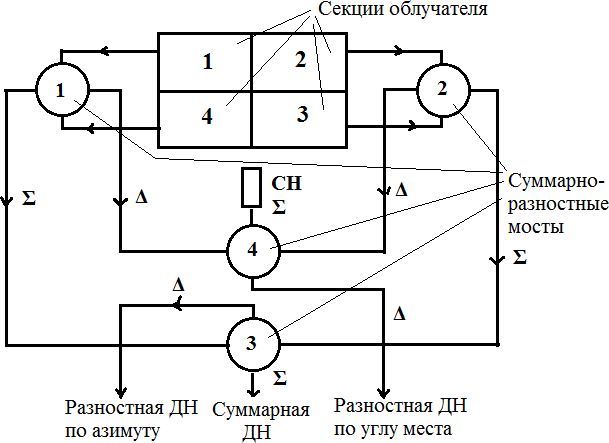 Секции облучателя
1
2
4
3
1
2
СН
Σ
Суммарно-
разностные
мосты
Σ
Δ
Δ
4
Σ
Δ
Δ
3
Σ
Разностная ДН
по азимуту
Суммарная
ДН
Разностная ДН
по углу места